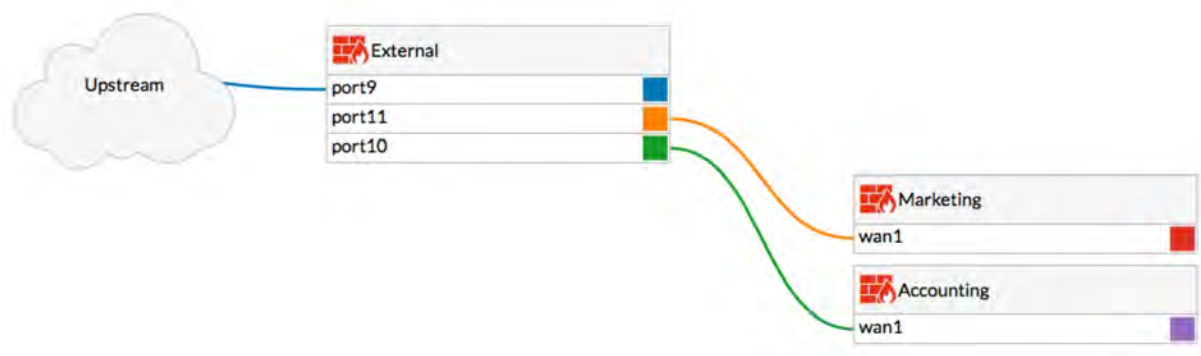 Upstream
External
port9
port11
port10
Marketing
wan1
Accounting
wan1